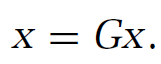 x = Gx.